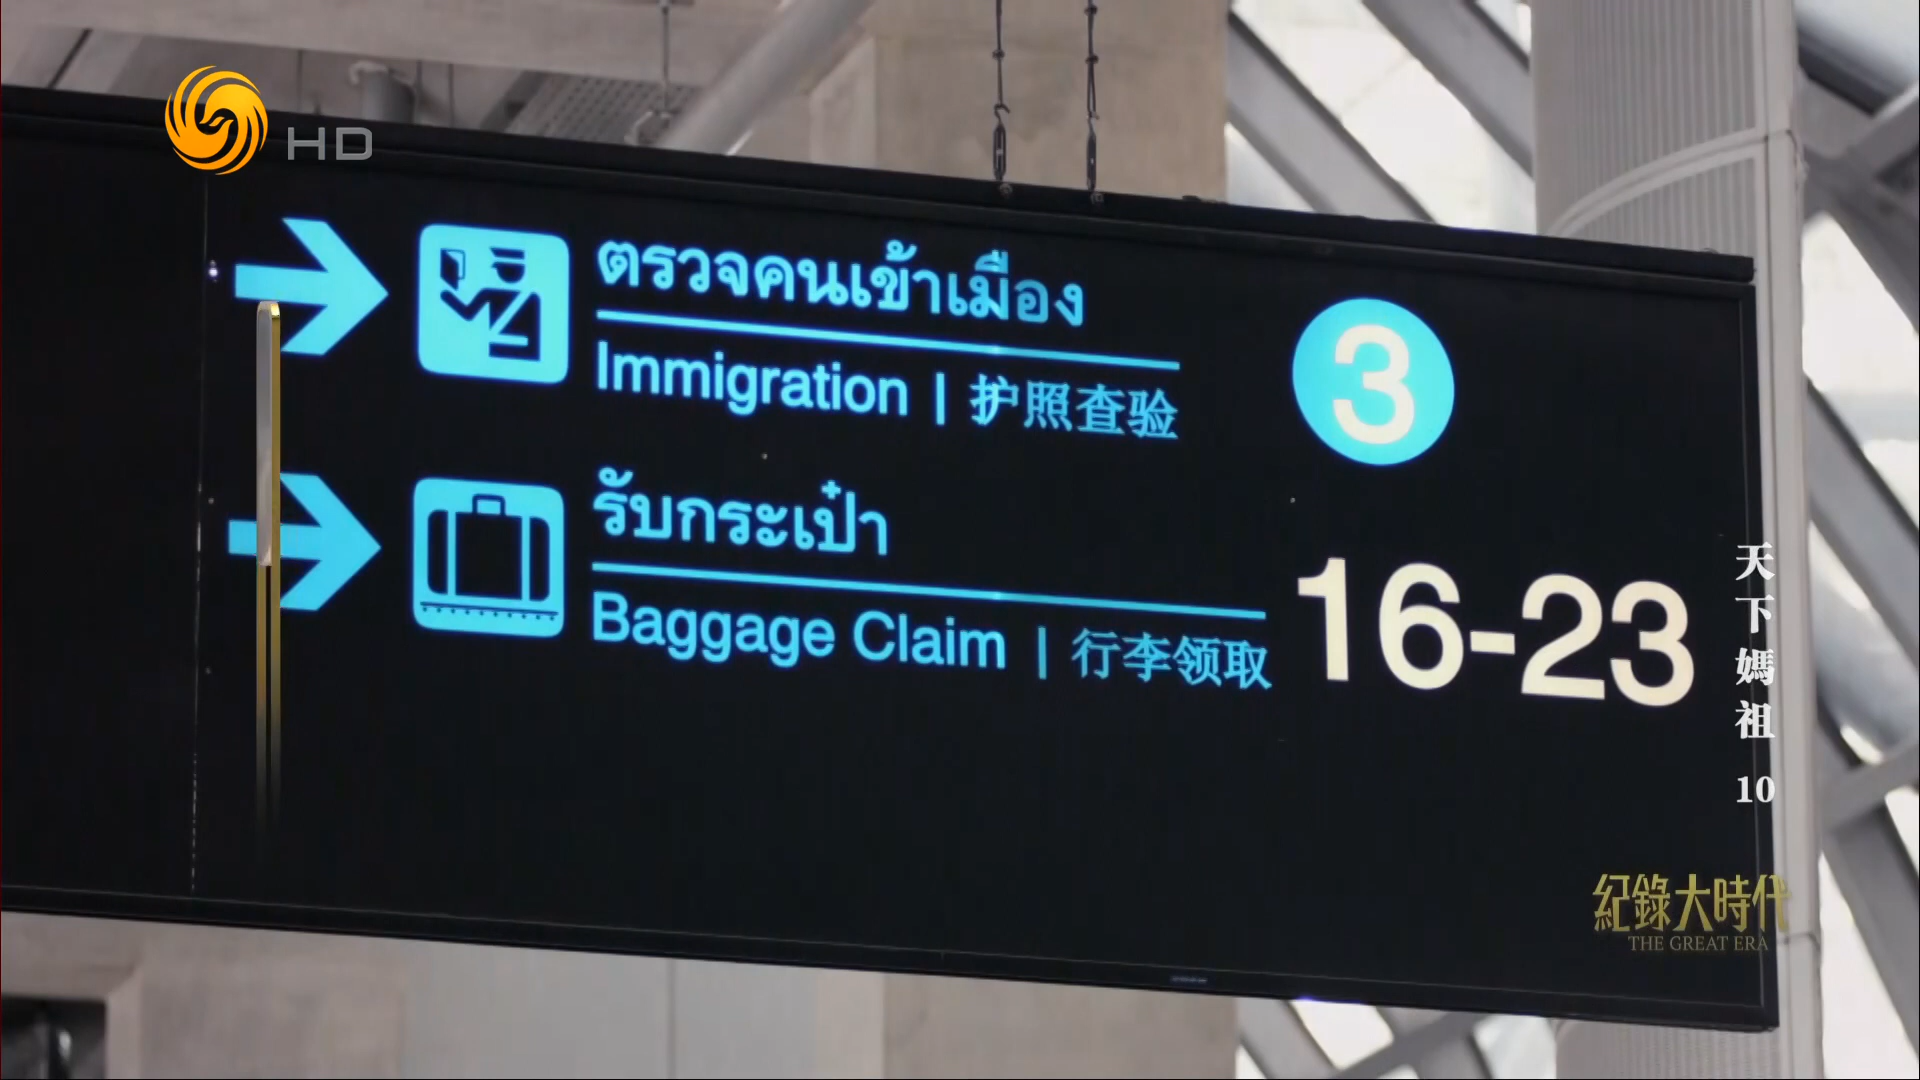 HD
ตรวจคนเข้าเมือง
Immigration | 护照查验
3
รับกระเป๋า
Baggage Claim | 行李领取
16-23
天下媽祖 10
紀錄大時代
THE GREAT ERA